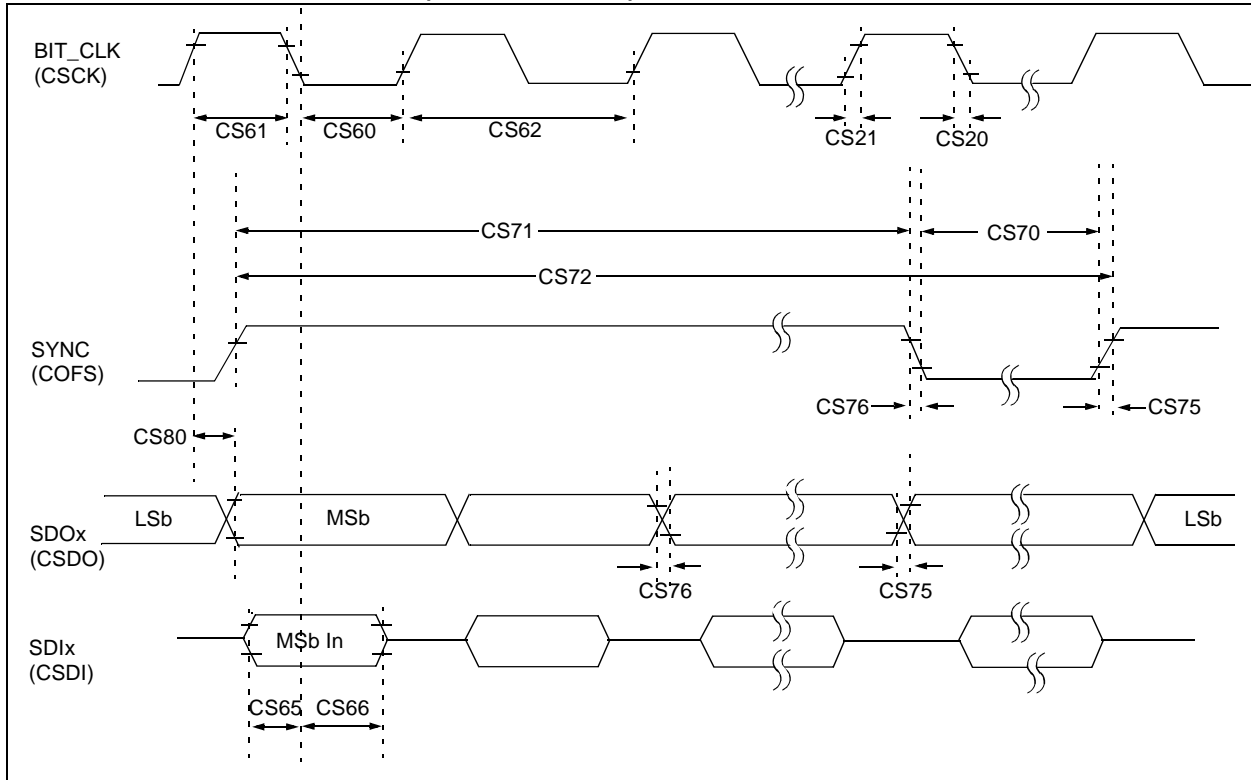 BIT_CLK
(CSCK)
CS61
CS60
CS62
CS21
CS20
CS71
CS70
CS72
SYNC
(COFS)
CS76
CS75
CS80
LSb
MSb
LSb
SDOx
(CSDO)
CS76
CS75
MSb In
SDIx
(CSDI)
CS65
CS66